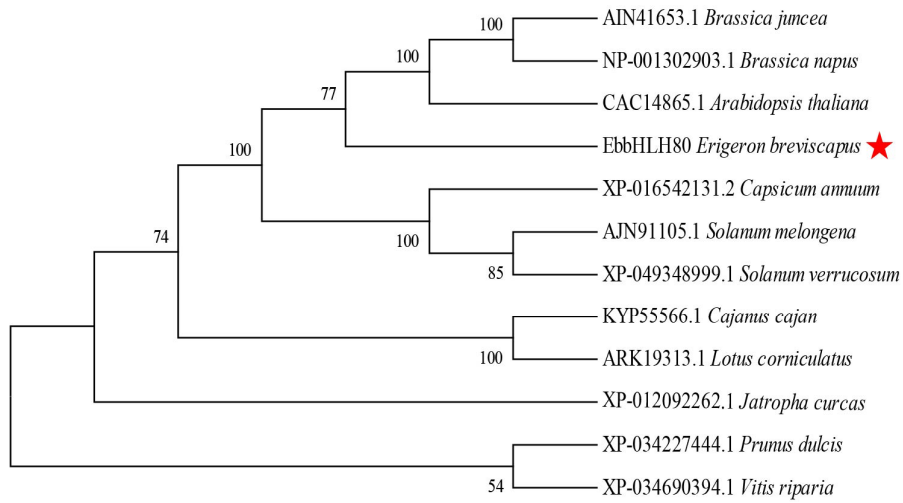 100
AIN41653.1 Brassica juncea
NP-001302903.1 Brassica napus
100
CAC14865.1 Arabidopsis thaliana
77
EbbHLH80 Erigeron breviscapus
100
XP-016542131.2 Capsicum annuum
100
AJN91105.1 Solanum melongena
74
85
XP-049348999.1 Solanum verrucosum
KYP55566.1 Cajanus cajan
100
ARK19313.1 Lotus corniculatus
XP-012092262.1 Jatropha curcas
XP-034227444.1 Prunus dulcis
54
XP-034690394.1 Vitis riparia